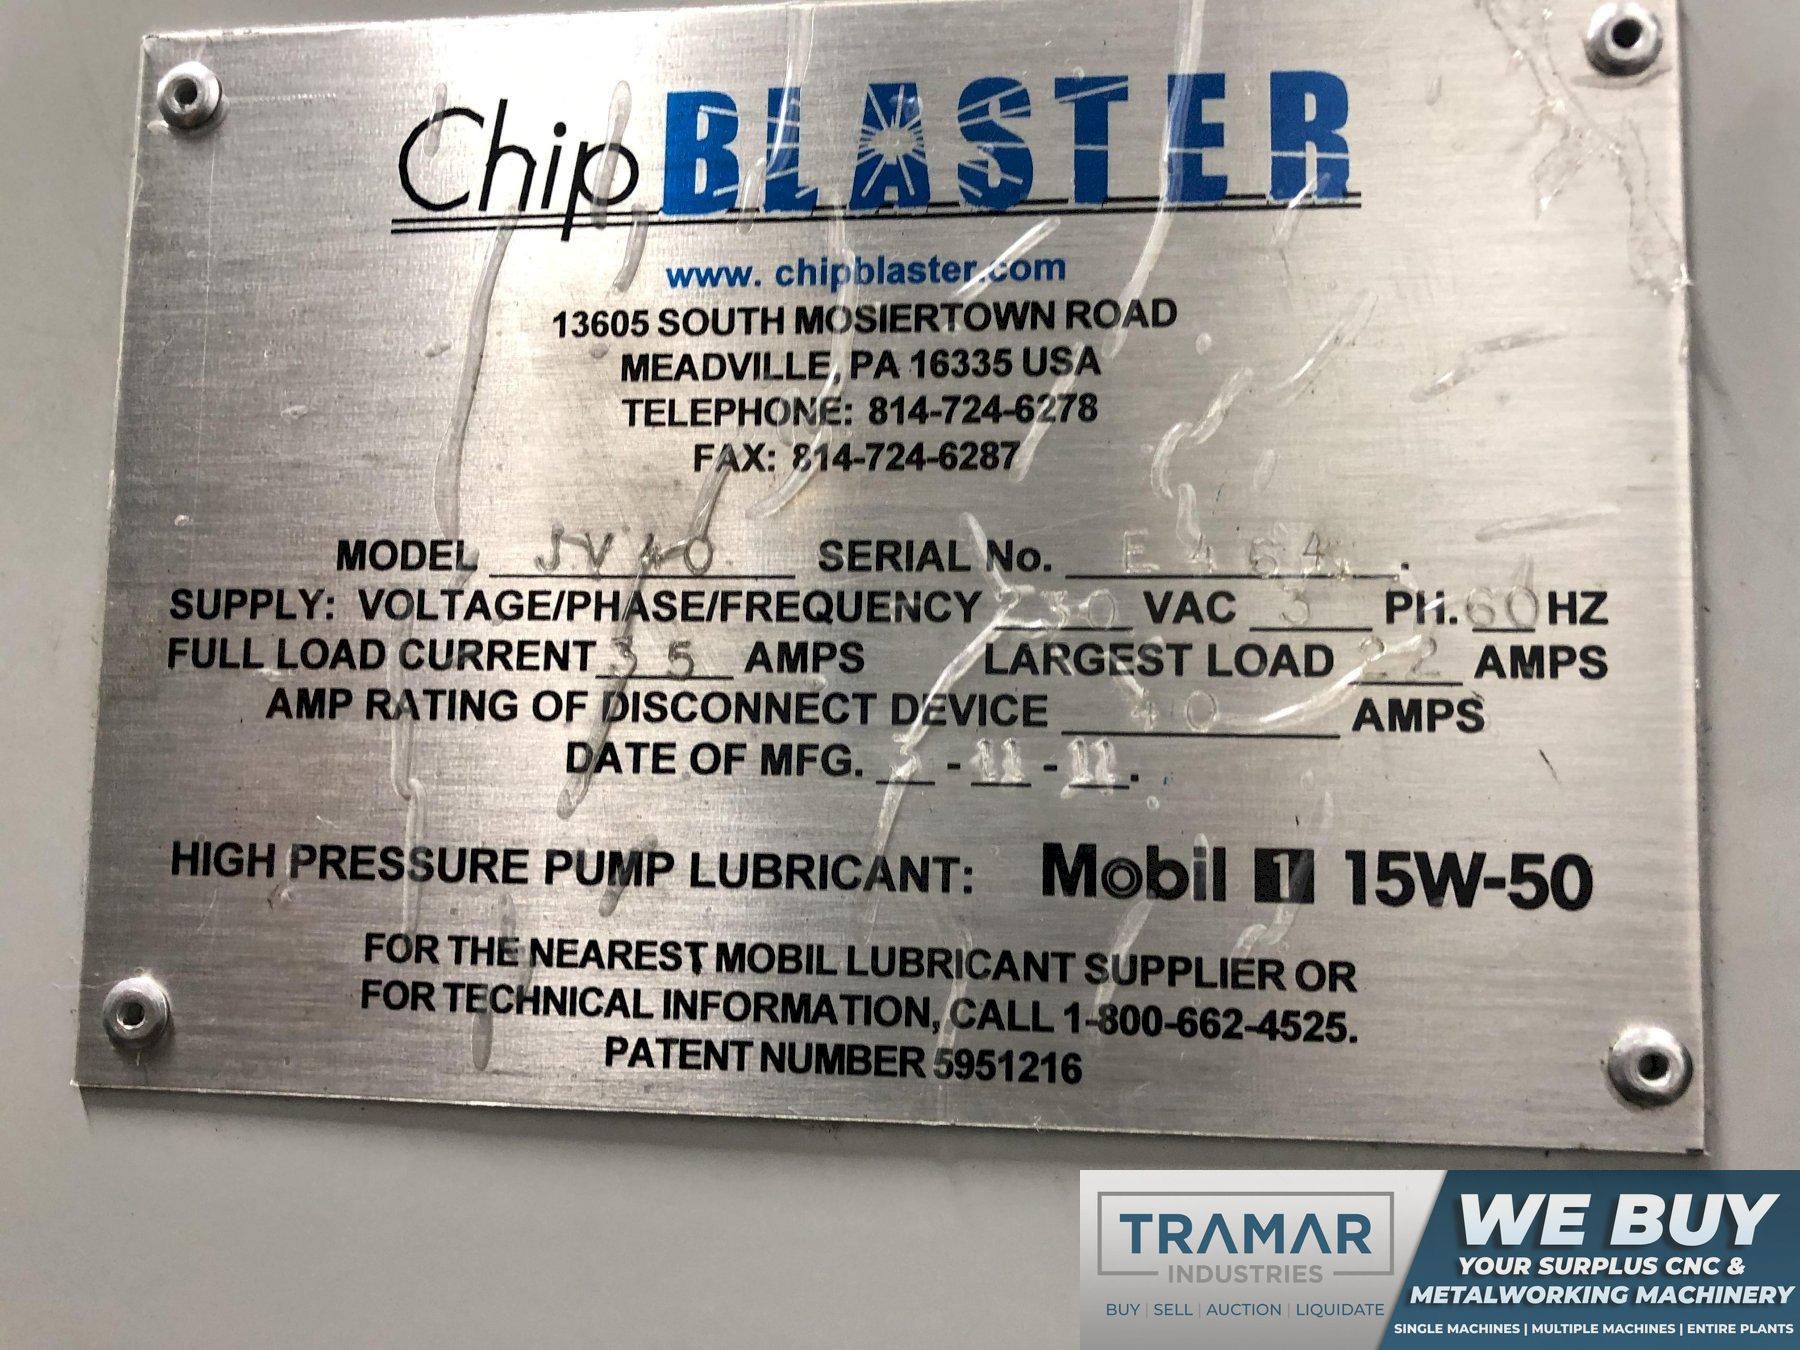 ChipBLASTER
www. chipblaster.com
13605 SOUTH MOSIERTOWN ROAD
MEADVILLE, PA 16335 USA
TELEPHONE: 814-724-6278
FAX: 814-724-6287
MODEL JV40 SERIAL No. E464.
SUPPLY: VOLTAGE/PHASE/FREQUENCY 230 VAC 3 PH. 60 HZ
FULL LOAD CURRENT 35 AMPS LARGEST LOAD 22 AMPS
AMP RATING OF DISCONNECT DEVICE 40 AMPS
DATE OF MFG. - 11 - 11.
HIGH PRESSURE PUMP LUBRICANT: Mobil 1 15W-50
FOR THE NEAREST MOBIL LUBRICANT SUPPLIER OR
FOR TECHNICAL INFORMATION, CALL 1-800-662-4525.
PATENT NUMBER 5951216
TRAMAR
INDUSTRIES
BUY | SELL | AUCTION | LIQUIDATE
WE BUY
YOUR SURPLUS CNC &
METALWORKING MACHINERY
SINGLE MACHINES | MULTIPLE MACHINES | ENTIRE PLANTS